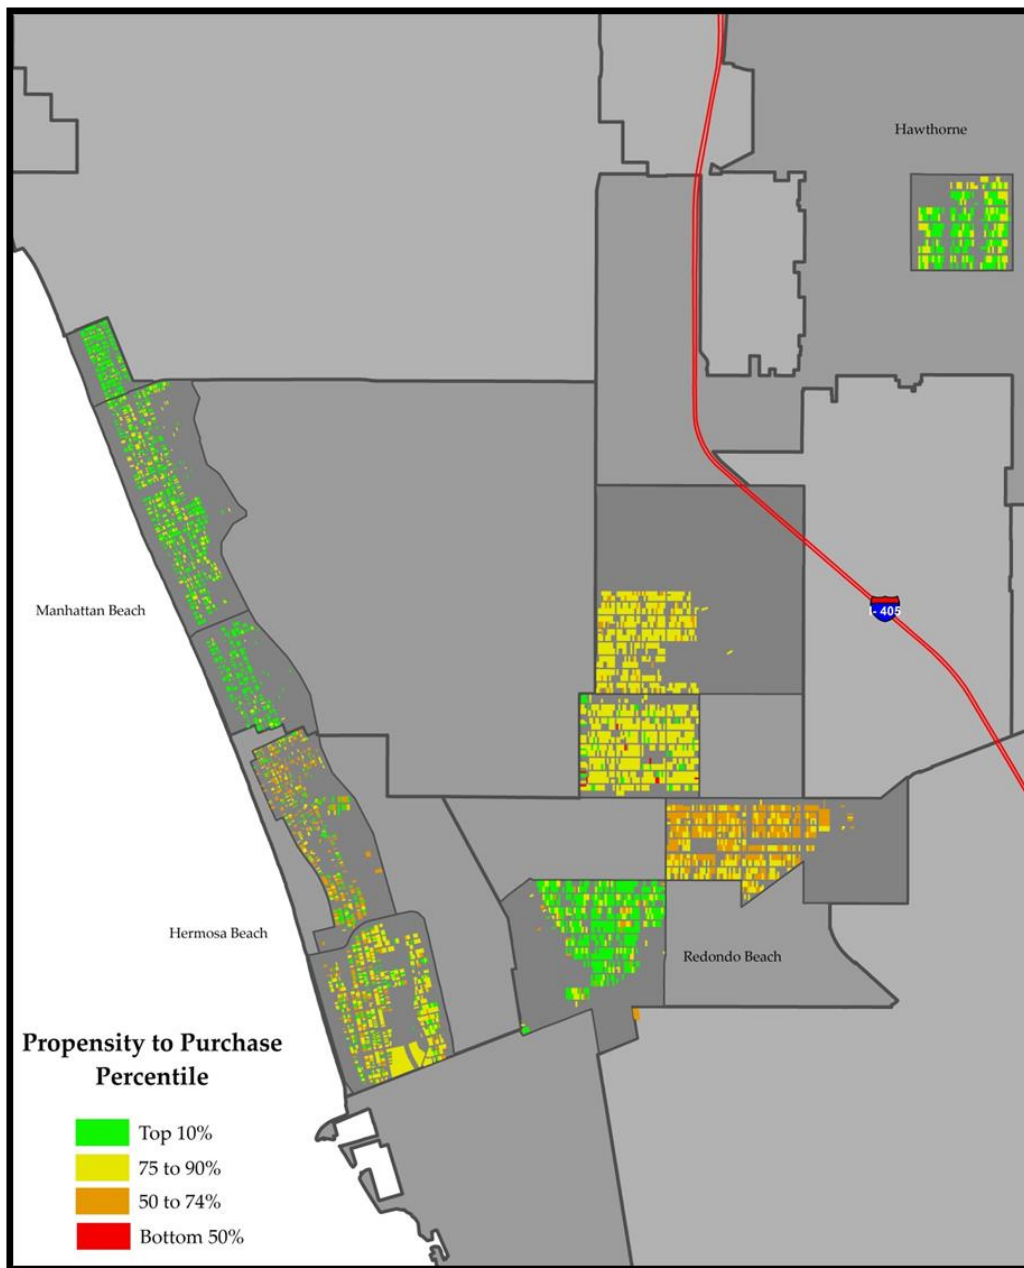 Hawthorne
Manhattan Beach
I- 405
Hermosa Beach
Redondo Beach
Propensity to Purchase
Percentile
Top 10%
75 to 90%
50 to 74%
Bottom 50%